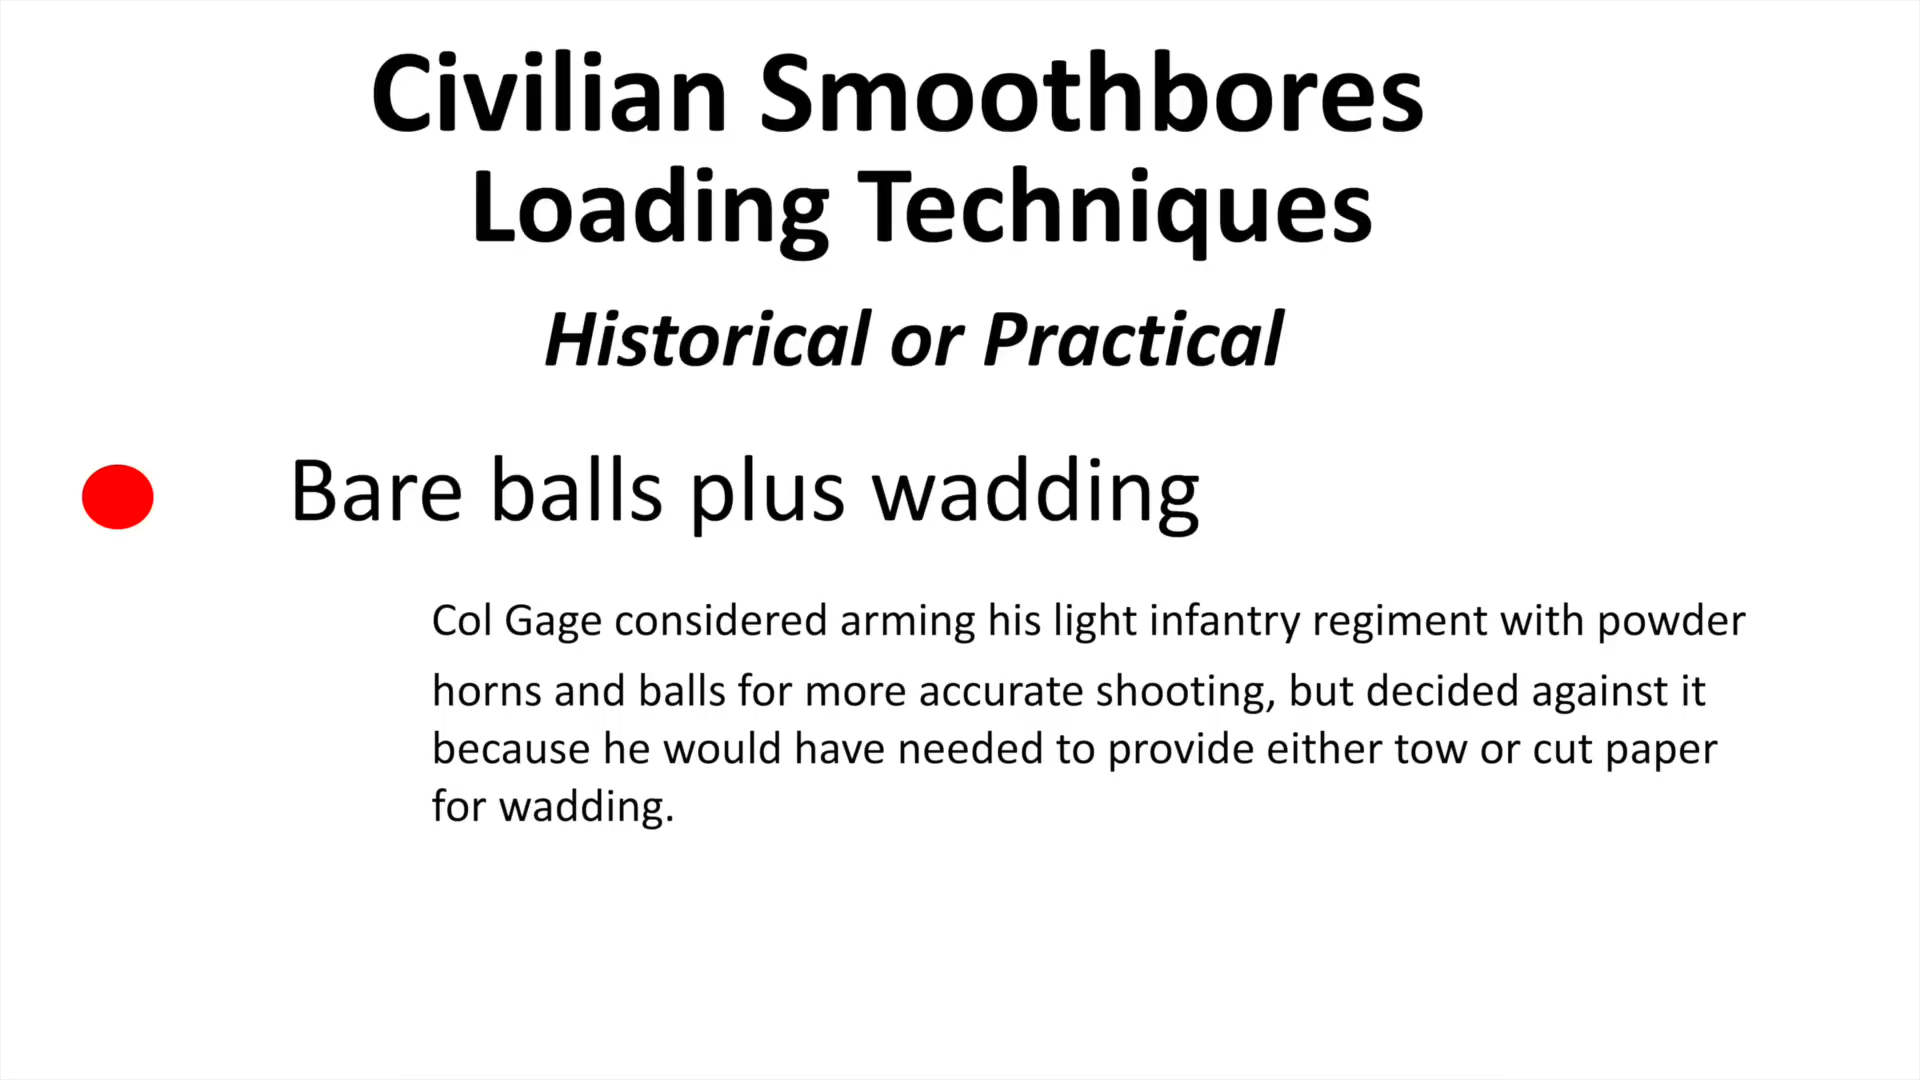 Civilian Smoothbores
Loading Techniques
Historical or Practical
Bare balls plus wadding
Col Gage considered arming his light infantry regiment with powder
horns and balls for more accurate shooting, but decided against it
because he would have needed to provide either tow or cut paper
for wadding.